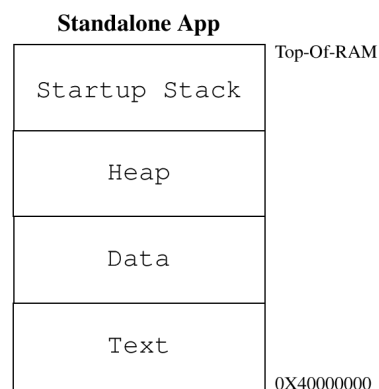 Standalone App
Top-Of-RAM
Startup Stack
Heap
Data
Text
0X40000000